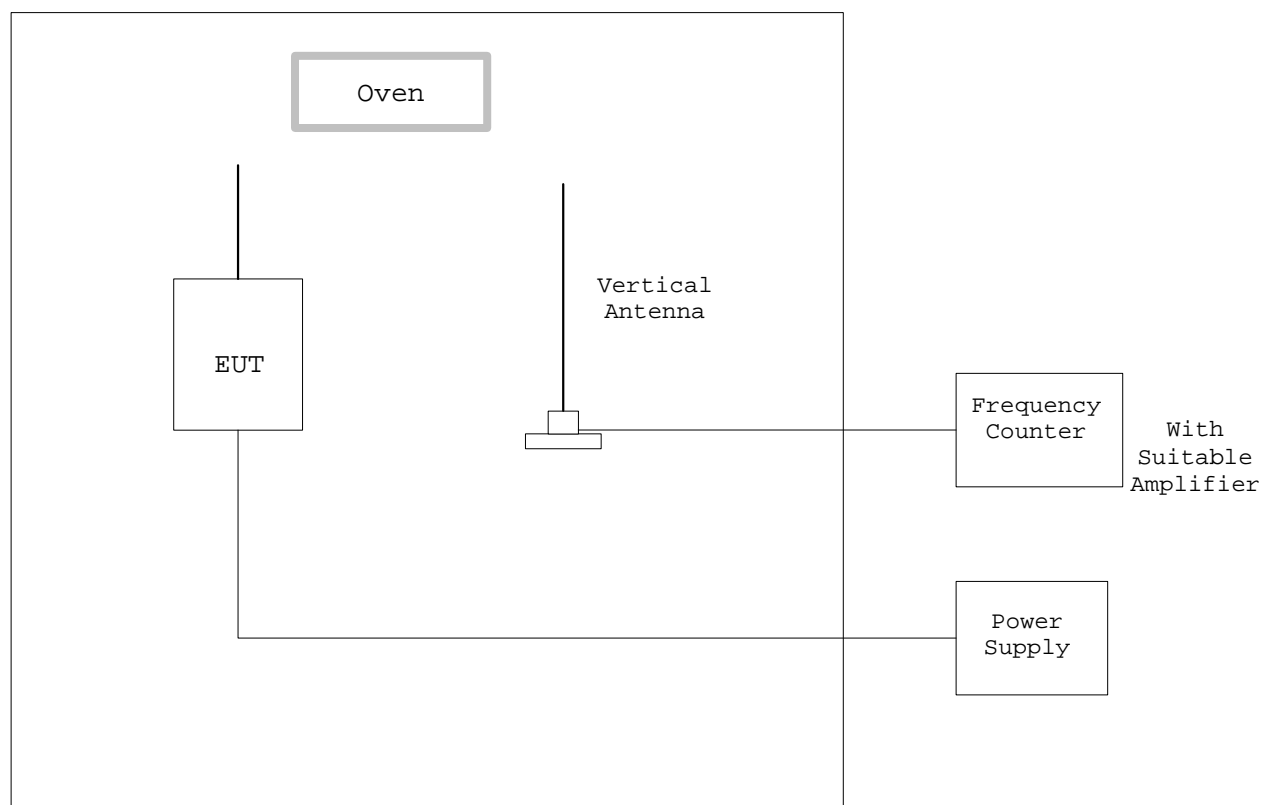 Oven
Vertical
Antenna
EUT
Frequency
Counter
With
Suitable
Amplifier
Power
Supply